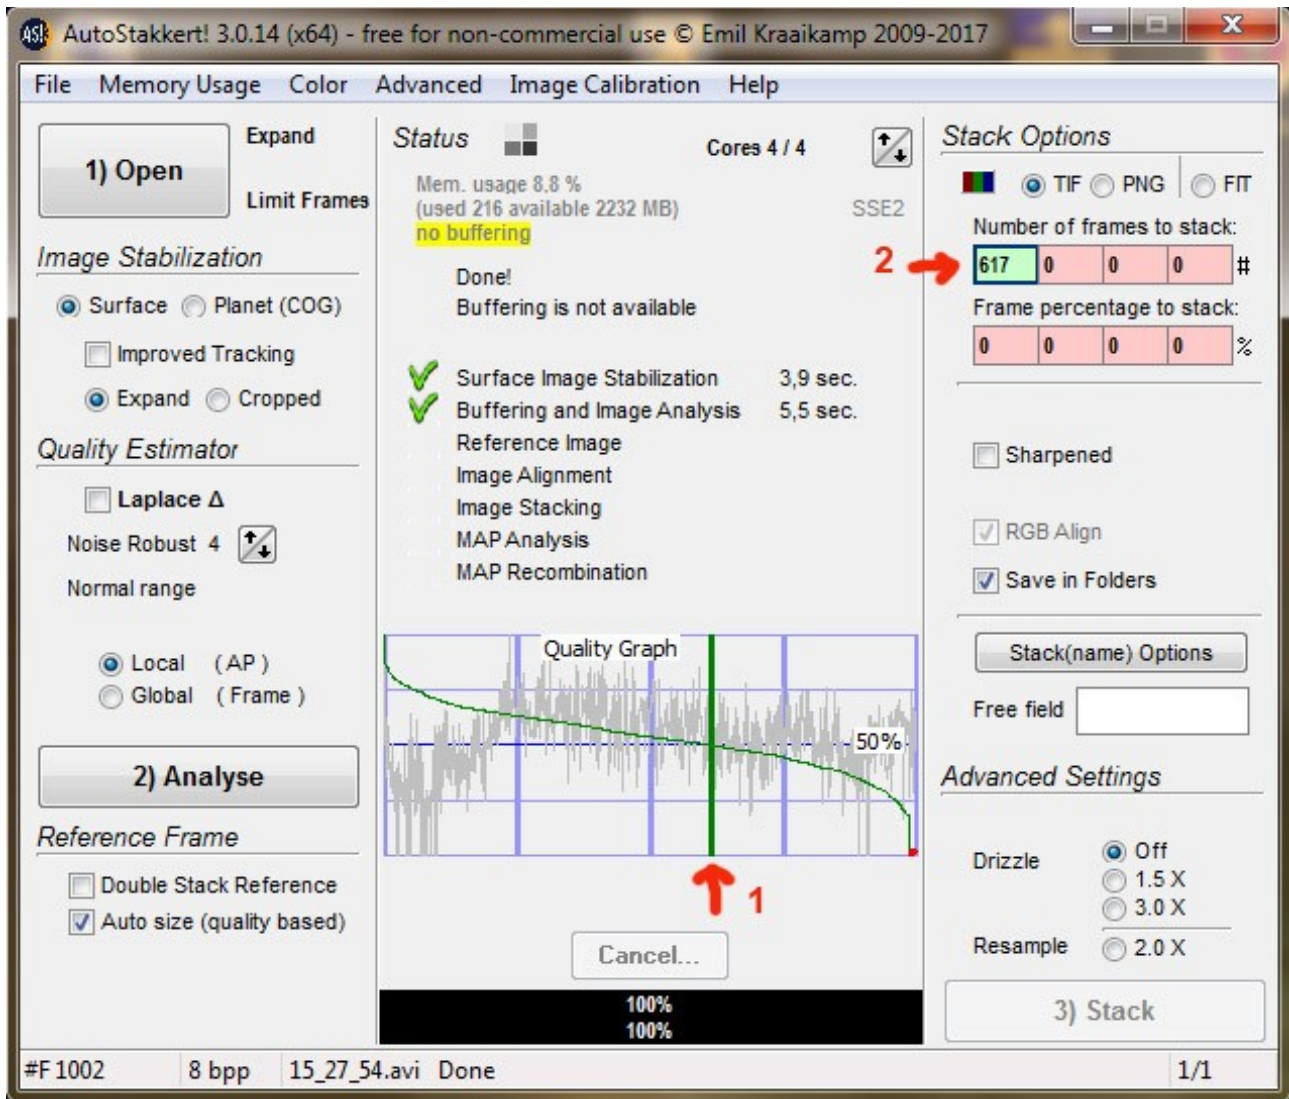 AutoStakkert! 3.0.14 (x64) - free for non-commercial use © Emil Kraaikamp 2009-2017
File Memory Usage Color Advanced Image Calibration Help
1) Open
Expand
Limit Frames
Image Stabilization
Surface Planet (COG)
Improved Tracking
Expand Cropped
Quality Estimator
Laplace Δ
Noise Robust 4
Normal range
Local (AP)
Global (Frame)
2) Analyse
Reference Frame
Double Stack Reference
Auto size (quality based)
Status
Cores 4 / 4
Mem. usage 8,8 %
(used 216 available 2232 MB) SSE2
no buffering
Done!
Buffering is not available
Surface Image Stabilization 3,9 sec.
Buffering and Image Analysis 5,5 sec.
Reference Image
Image Alignment
Image Stacking
MAP Analysis
MAP Recombination
Quality Graph
50%
1
Cancel...
100%
100%
Stack Options
TIF PNG FIT
Number of frames to stack:
2 617 0 0 0 #
Frame percentage to stack:
0 0 0 0 %
Sharpened
RGB Align
Save in Folders
Stack(name) Options
Free field
Advanced Settings
Drizzle Off
1.5 X
3.0 X
Resample 2.0 X
3) Stack
#F 1002 8 bpp 15_27_54.avi Done 1/1